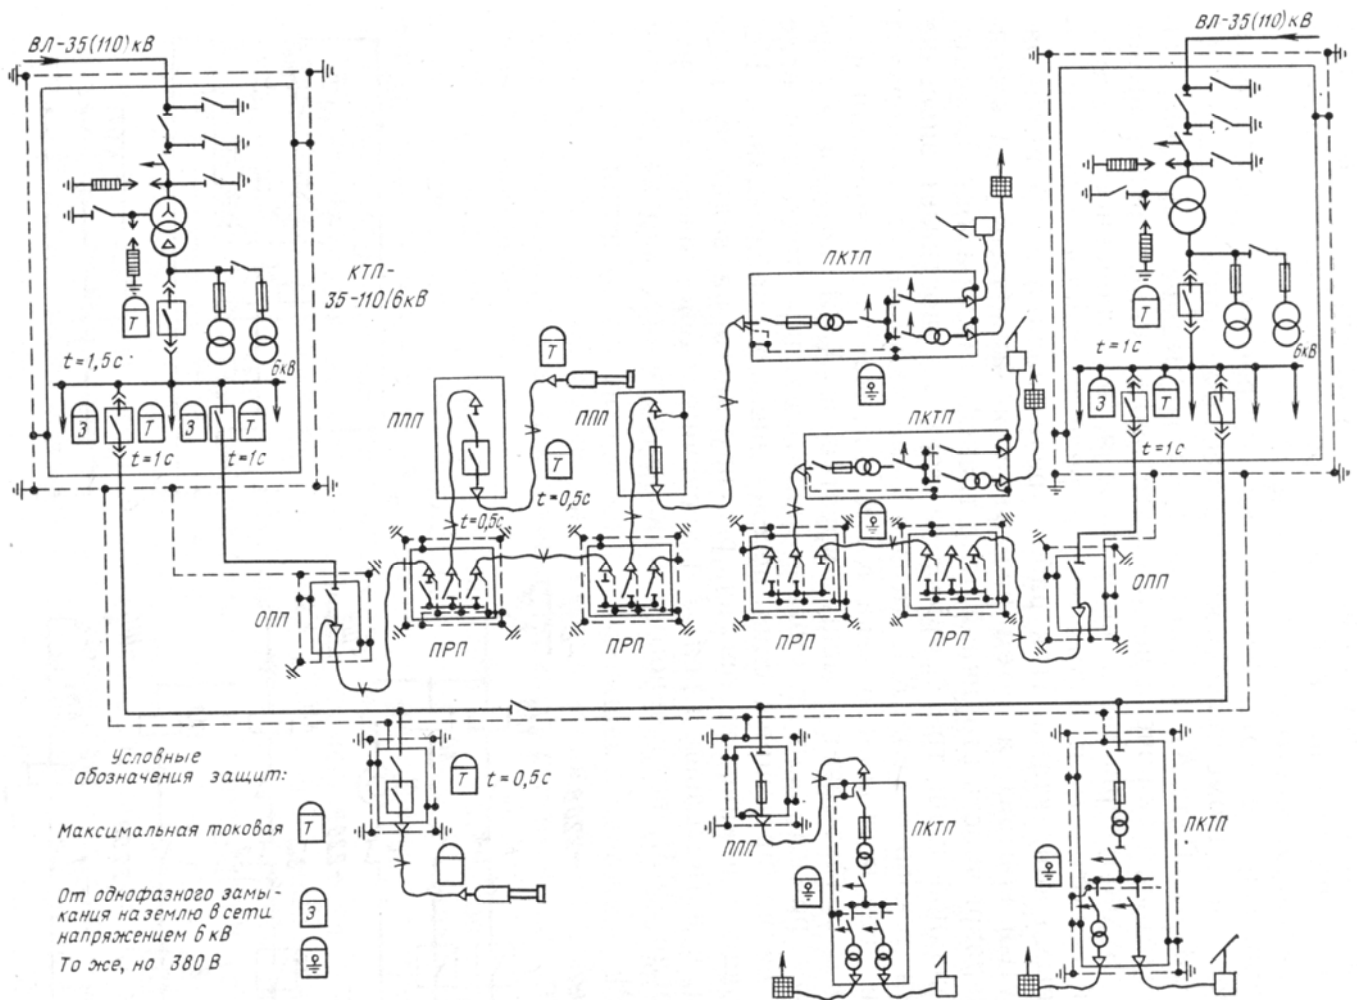 ВЛ-35(110)кВ
ВЛ-35(110)кВ
КТП-
35-110/6кВ
Т
t=1,5с
6кВ
З
Т
З
Т
t=1с
t=1с
Т
ППП
Т
t=0,5с
t=0,5с
ППП
ПКТП
ПКТП
Т
t=1с
6кВ
З
Т
t=1с
ОПП
ПРП
ПРП
ПРП
ПРП
ОПП
Т
t=0,5с
ППП
ПКТП
ПКТП
Условные
обозначения защит:
Максимальная токовая
Т
От однофазного замы-
кания на землю в сети
напряжением 6 кВ
З
То же, но 380 В